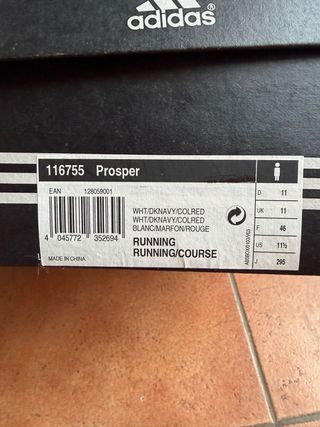 adidas
116755 Prosper
EAN 128059001
WHT/DKNAVY/COLRED
WHT/DKNAVY/COLRED
BLANC/MARFON/ROUGE
RUNNING
RUNNING/COURSE
4 045772 352694
MADE IN CHINA
D 11
UK 11
F 46
US 11½
J 295